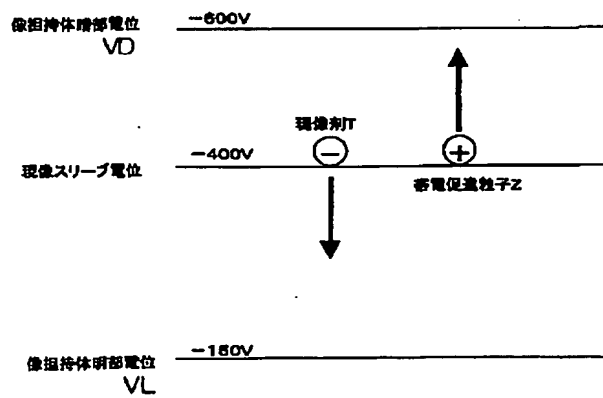 像担持体暗部電位
VD
−600V
現像剤T
−
+
現像スリーブ電位
−400V
帯電促進粒子Z
像担持体明部電位
VL
−150V